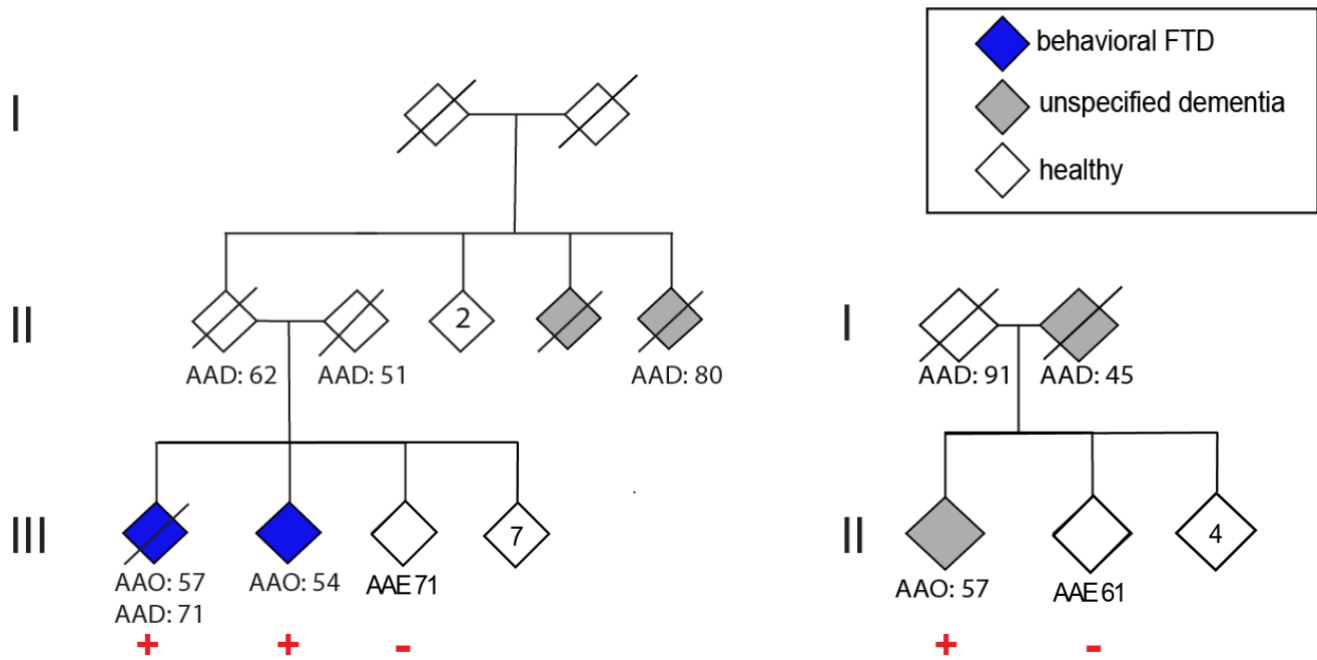 behavioral FTD
unspecified dementia
healthy
I
II
2
AAD: 62
AAD: 51
AAD: 80
III
7
AAO: 57
AAD: 71
AAO: 54
AAE 71
+
+
-
I
AAD: 91
AAD: 45
II
4
AAO: 57
AAE 61
+
-